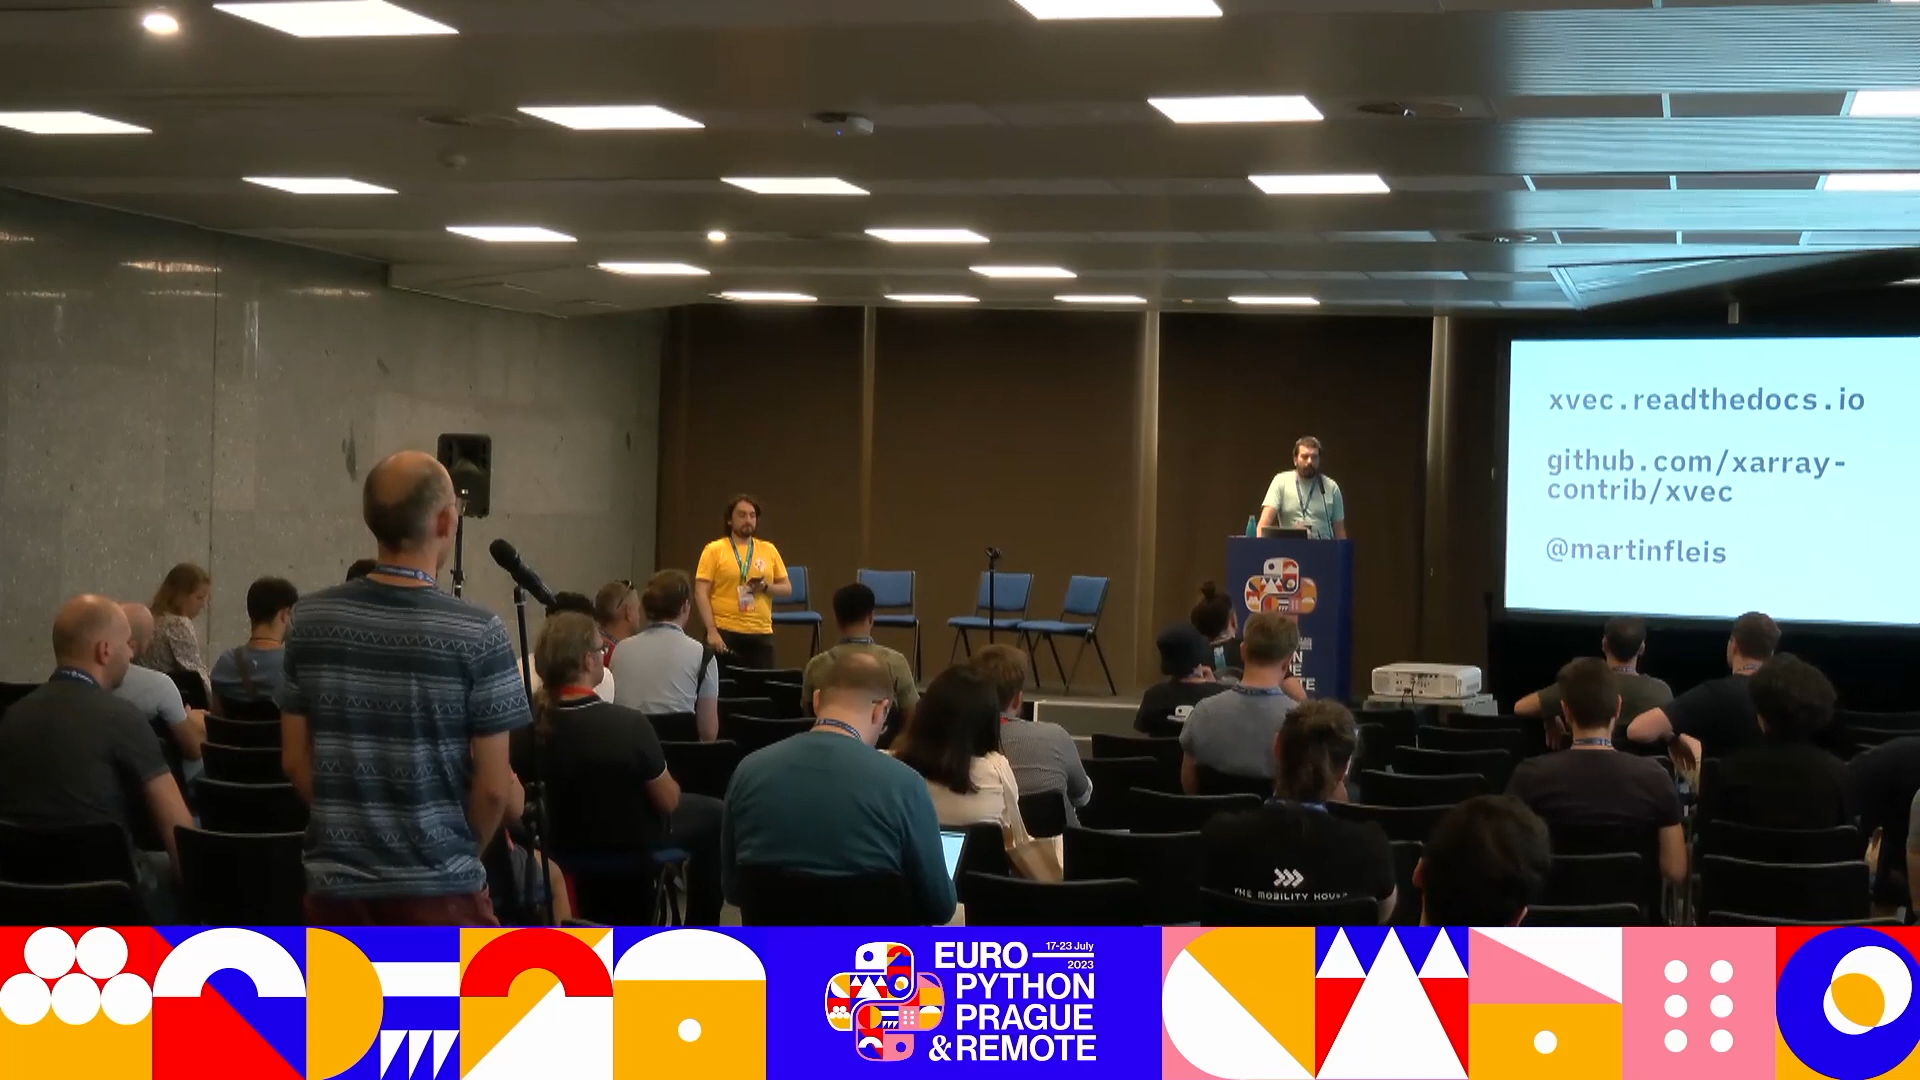 xvec.readthedocs.io
github.com/xarray-
contrib/xvec
@martinfleis
THE MOBILITY HOUSE
EURO
17-23 July
2023
PYTHON
PRAGUE
&REMOTE